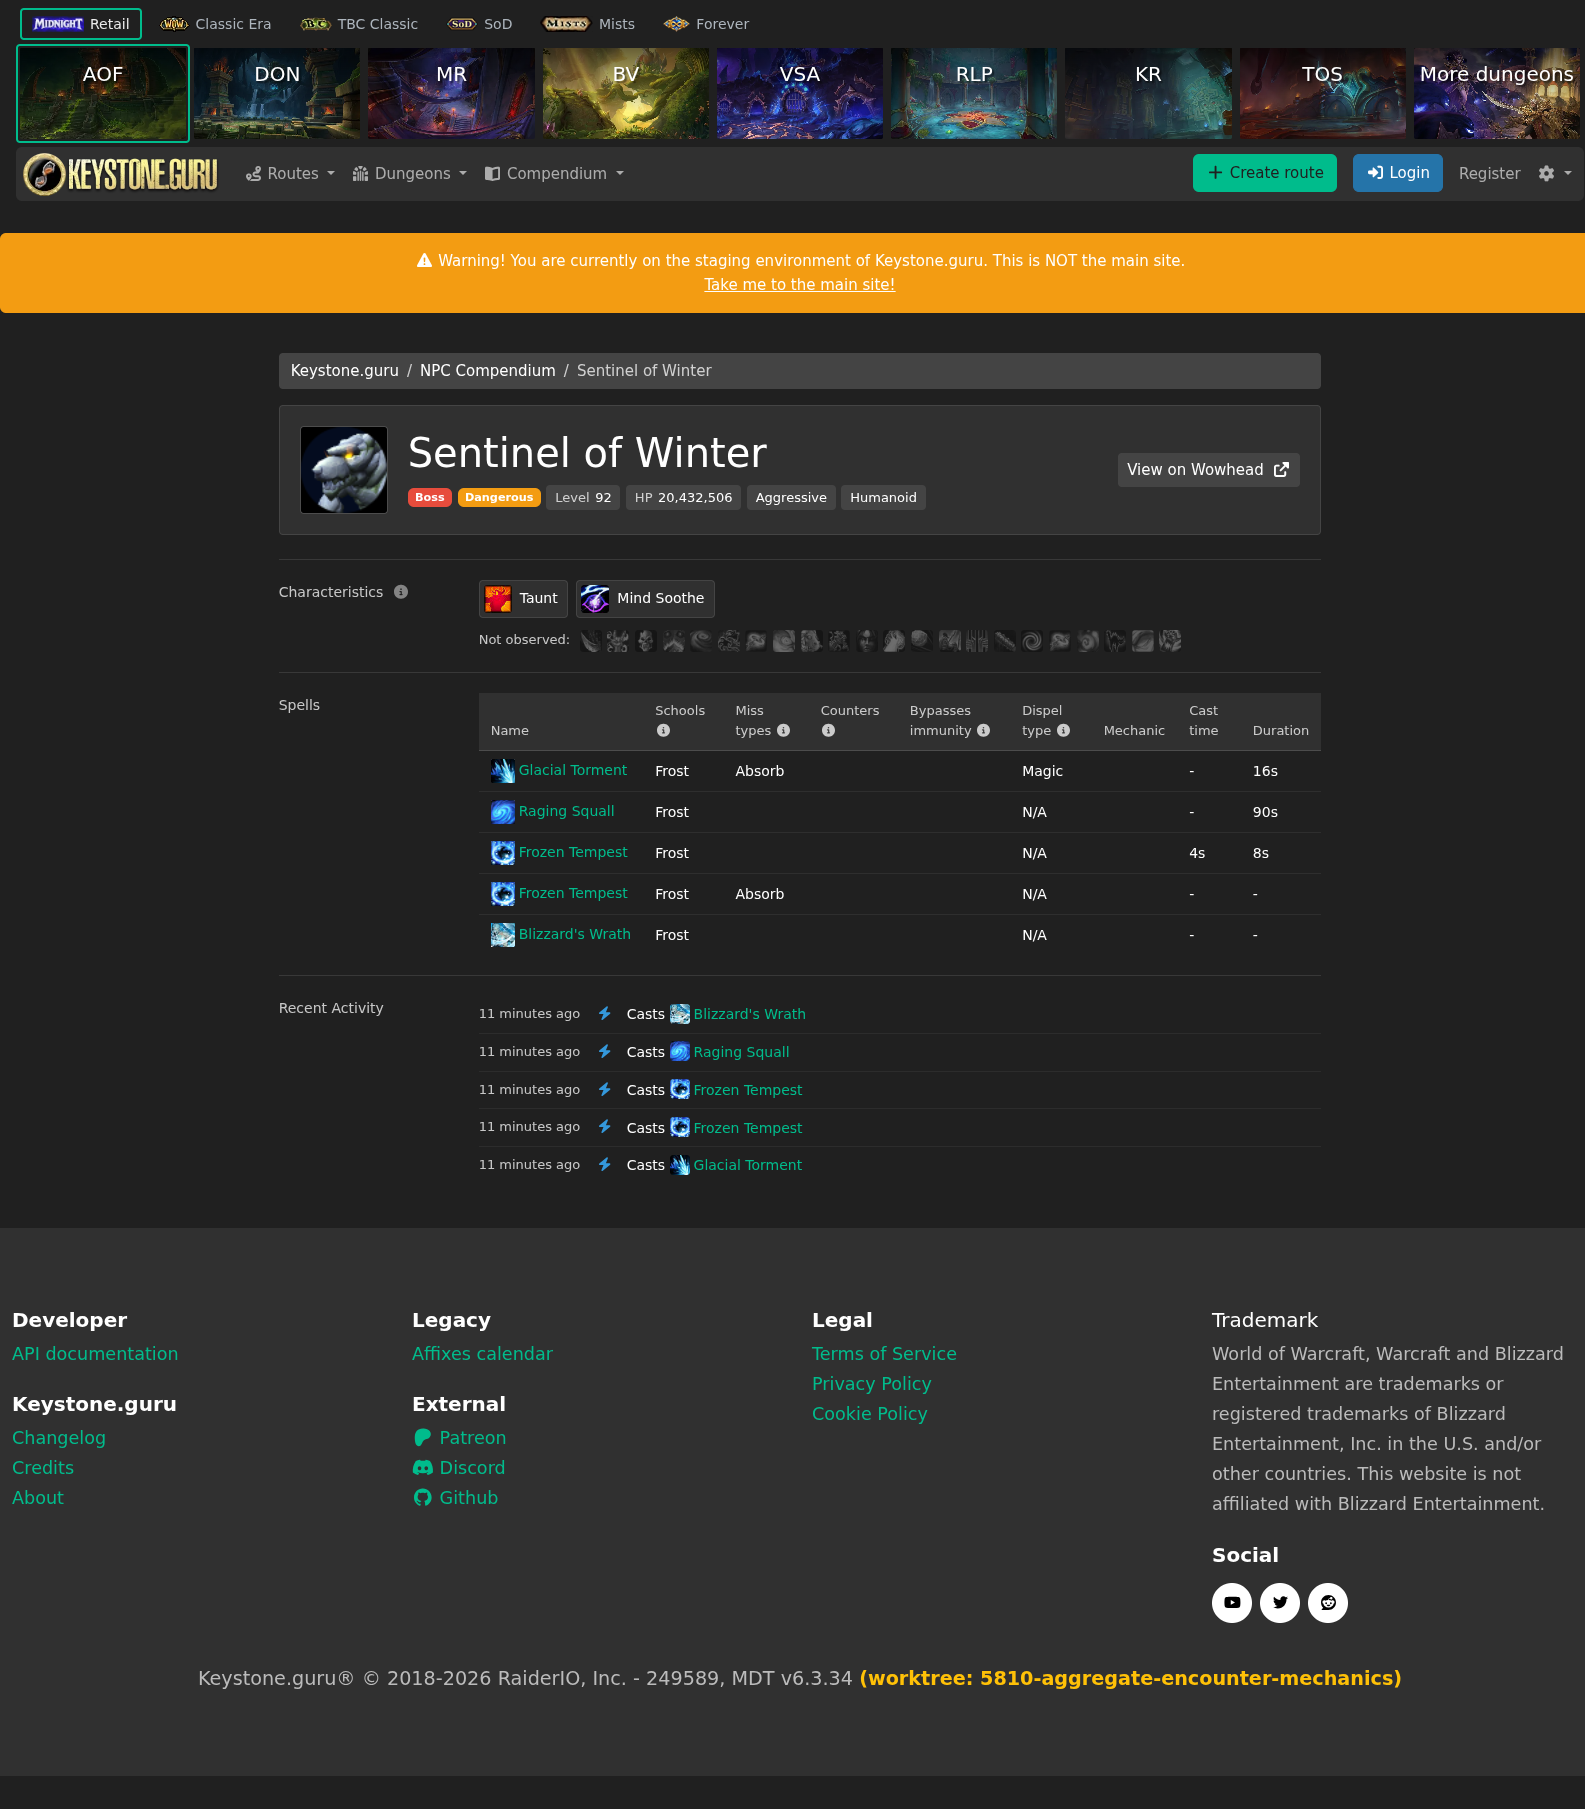 MIDNIGHT Retail
WOW Classic Era
BC TBC Classic
SoD SoD
MISTS Mists
Forever
AOF
DON
MR
BV
VSA
RLP
KR
TOS
More dungeons
KEYSTONE.GURU
Routes
Dungeons
Compendium
Create route
Login
Register
Warning! You are currently on the staging environment of Keystone.guru. This is NOT the main site.
Take me to the main site!
Keystone.guru / NPC Compendium / Sentinel of Winter
Sentinel of Winter
Boss Dangerous Level 92 HP 20,432,506 Aggressive Humanoid
View on Wowhead
Characteristics
Taunt
Mind Soothe
Not observed:
Spells
Name Schools Miss types Counters Bypasses immunity Dispel type Mechanic Cast time Duration
Glacial Torment Frost Absorb Magic - 16s
Raging Squall Frost N/A - 90s
Frozen Tempest Frost N/A 4s 8s
Frozen Tempest Frost Absorb N/A - -
Blizzard's Wrath Frost N/A - -
Recent Activity
11 minutes ago Casts Blizzard's Wrath
11 minutes ago Casts Raging Squall
11 minutes ago Casts Frozen Tempest
11 minutes ago Casts Frozen Tempest
11 minutes ago Casts Glacial Torment
Developer
API documentation
Keystone.guru
Changelog
Credits
About
Legacy
Affixes calendar
External
Patreon
Discord
Github
Legal
Terms of Service
Privacy Policy
Cookie Policy
Trademark
World of Warcraft, Warcraft and Blizzard
Entertainment are trademarks or
registered trademarks of Blizzard
Entertainment, Inc. in the U.S. and/or
other countries. This website is not
affiliated with Blizzard Entertainment.
Social
Keystone.guru® © 2018-2026 RaiderIO, Inc. - 249589, MDT v6.3.34 (worktree: 5810-aggregate-encounter-mechanics)